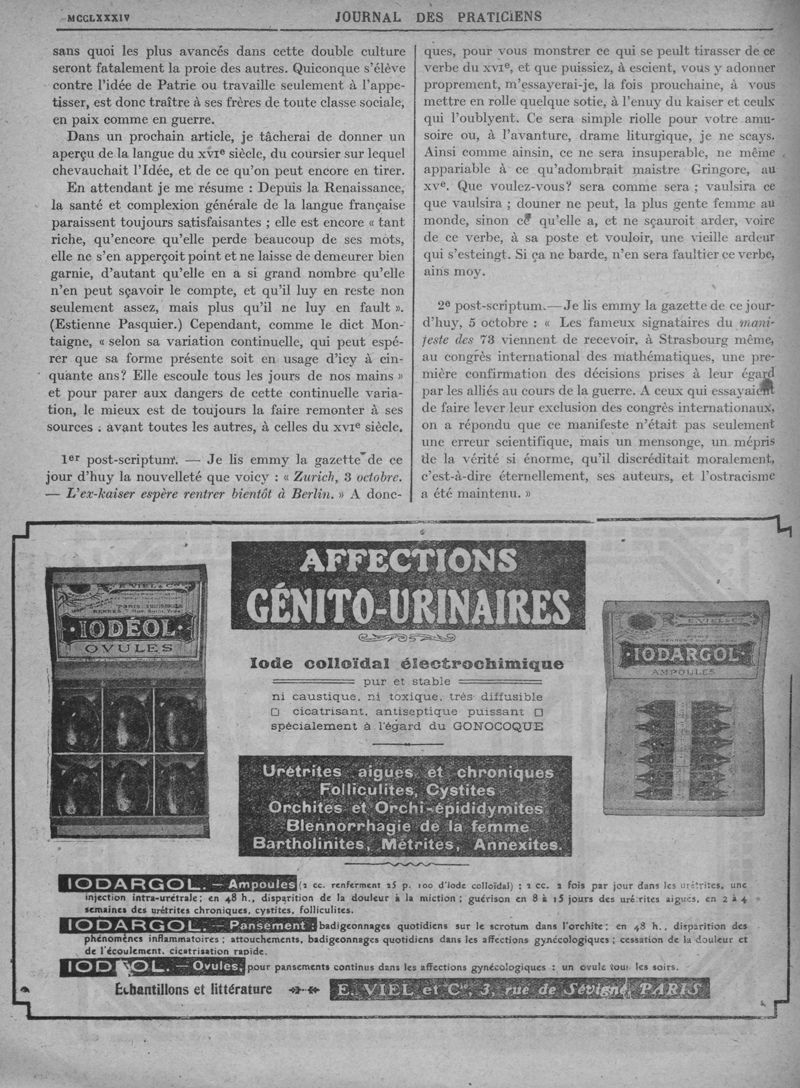 MCCLXXXIV
JOURNAL DES PRATICIENS
sans quoi les plus avancés dans cette double culture
seront fatalement la proie des autres. Quiconque s'élève
contre l'idée de Patrie ou travaille seulement à l'appe-
tisser, est donc traître à ses frères de toute classe sociale,
en paix comme en guerre.
Dans un prochain article, je tâcherai de donner un
aperçu de la langue du XVIe siècle, du coursier sur lequel
chevauchait l'Idée, et de ce qu'on peut encore en tirer.
En attendant je me résume : Depuis la Renaissance,
la santé et complexion générale de la langue française
paraissent toujours satisfaisantes ; elle est encore « tant
riche, qu'encore qu'elle perde beaucoup de ses mots,
elle ne s'en apperçoit point et ne laisse de demeurer bien
garnie, d'autant qu'elle en a si grand nombre qu'elle
n'en peut sçavoir le compte, et qu'il luy en reste non
seulement assez, mais plus qu'il ne luy en fault ».
(Estienne Pasquier.) Cependant, comme le dict Mon-
taigne, « selon sa variation continuelle, qui peut espé-
rer que sa forme présente soit en usage d'icy à cin-
quante ans? Elle escoule tous les jours de nos mains »
et pour parer aux dangers de cette continuelle varia-
tion, le mieux est de toujours la faire remonter à ses
sources : avant toutes les autres, à celles du XVIe siècle.
1er post-scriptum. — Je lis emmy la gazette de ce
jour d'huy la nouvelleté que voicy : « Zurich, 3 octobre.
— L'ex-kaiser espère rentrer bientôt à Berlin. » A donc-
ques, pour vous monstrer ce qui se peult tirasser de ce
verbe du XVIe, et que puissiez, à escient, vous y adonner
proprement, m'essayerai-je, la fois prouchaine, à vous
mettre en rolle quelque sotie, à l'enuy du kaiser et ceulx
qui l'oublyent. Ce sera simple riolle pour votre amu-
soire ou, à l'avanture, drame liturgique, je ne scays.
Ainsi comme ainsin, ce ne sera insuperable, ne même
appariable à ce qu'adombrait maistre Gringore, au
XVe. Que voulez-vous? sera comme sera ; vaulsira ce
que vaulsira ; douner ne peut, la plus gente femme au
monde, sinon ce qu'elle a, et ne sçauroit arder, voire
de ce verbe, à sa poste et vouloir, une vieille ardeur
qui s'esteingt. Si ça ne barde, n'en sera faultier ce verbe,
ains moy.
2e post-scriptum. — Je lis emmy la gazette de ce jour-
d'huy, 5 octobre : « Les fameux signataires du mani-
feste des 73 viennent de recevoir, à Strasbourg même,
au congrès international des mathématiques, une pre-
mière confirmation des décisions prises à leur égard
par les alliés au cours de la guerre. A ceux qui essayaient
de faire lever leur exclusion des congrès internationaux,
on a répondu que ce manifeste n'était pas seulement
une erreur scientifique, mais un mensonge, un mépris
de la vérité si énorme, qu'il discréditait moralement,
c'est-à-dire éternellement, ses auteurs, et l'ostracisme
a été maintenu. »
AFFECTIONS
GÉNITO-URINAIRES
E. VIEL & Cie
IODÉOL
OVULES
Iode colloïdal électrochimique
pur et stable
ni caustique, ni toxique, très diffusible
cicatrisant, antiseptique puissant
spécialement à l'égard du GONOCOQUE
IODARGOL
AMPOULES
Urétrites aigues et chroniques
Folliculites, Cystites
Orchites et Orchi-épididymites
Blennorrhagie de la femme
Bartholinites, Métrites, Annexites.
IODARGOL. — Ampoules (1 cc. renferment 25 p. 100 d'iode colloïdal) : 2 cc. 2 fois par jour dans les urétrites, une
injection intra-urétrale; en 48 h., disparition de la douleur à la miction ; guérison en 8 à 15 jours des urétrites aigues, en 2 à 4
semaines des urétrites chroniques, cystites, folliculites.
IODARGOL. — Pansement : badigeonnages quotidiens sur le scrotum dans l'orchite; en 48 h., disparition des
phénomènes inflammatoires ; attouchements, badigeonnages quotidiens dans les affections gynécologiques ; cessation de la douleur et
de l'écoulement, cicatrisation rapide.
— Ovules, pour pansements continus dans les affections gynécologiques : un ovule tous les soirs.
Échantillons et littérature
E. VIEL et Cie, 3, rue de Sévigné, PARIS